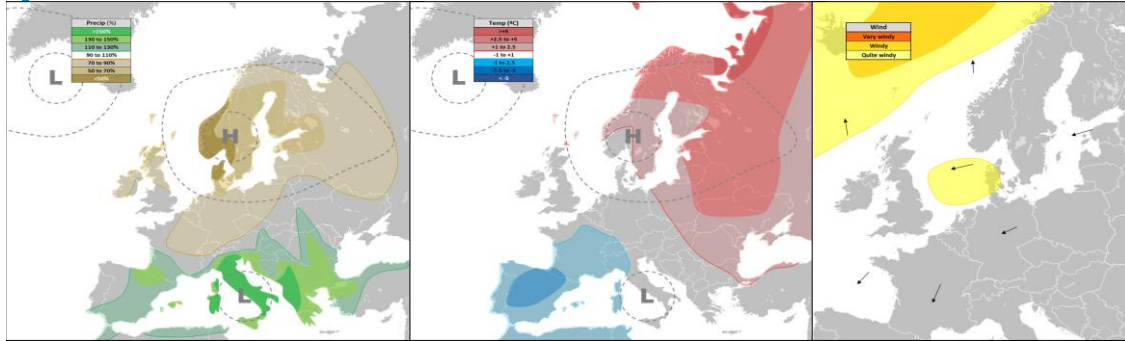 Precip (%)
>150%
130 to 150%
110 to 130%
90 to 110%
70 to 90%
50 to 70%
<50%
L
H
L
Temp (ºC)
>+5
+2.5 to +5
+1 to 2.5
-1 to +1
-1 to 2.5
-2.5 to -5
< -5
L
H
L
Wind
Very windy
Windy
Quite windy